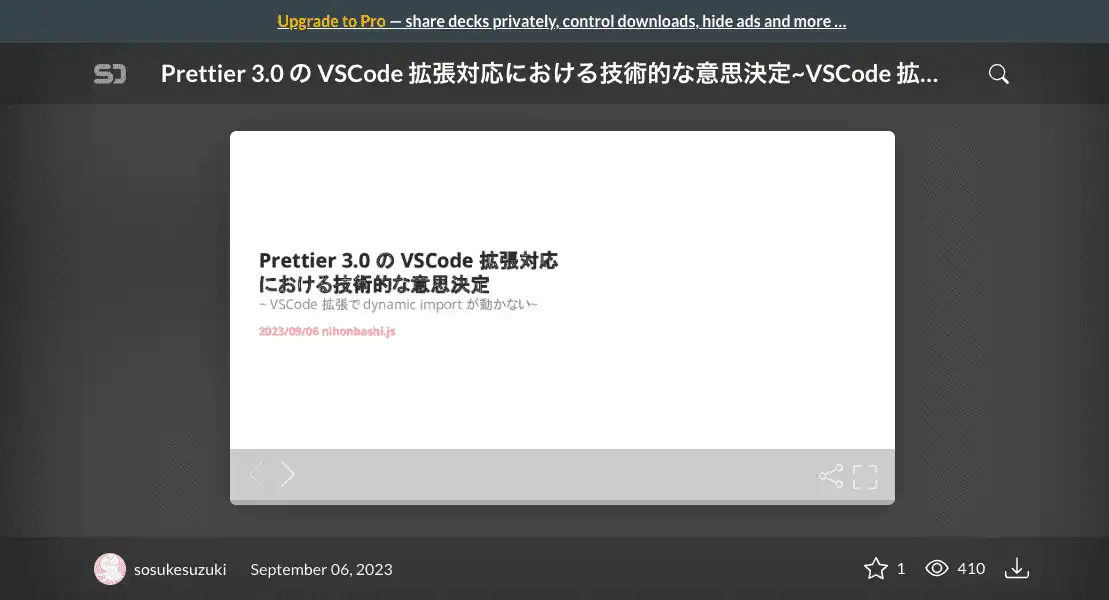 Upgrade to Pro — share decks privately, control downloads, hide ads and more …
Prettier 3.0 の VSCode 拡張対応における技術的な意思決定~VSCode 拡...
Prettier 3.0 の VSCode 拡張対応
における技術的な意思決定
~ VSCode 拡張で dynamic import が動かない~
2023/09/06 nihonbashi.js
sosukesuzuki
September 06, 2023
1
410